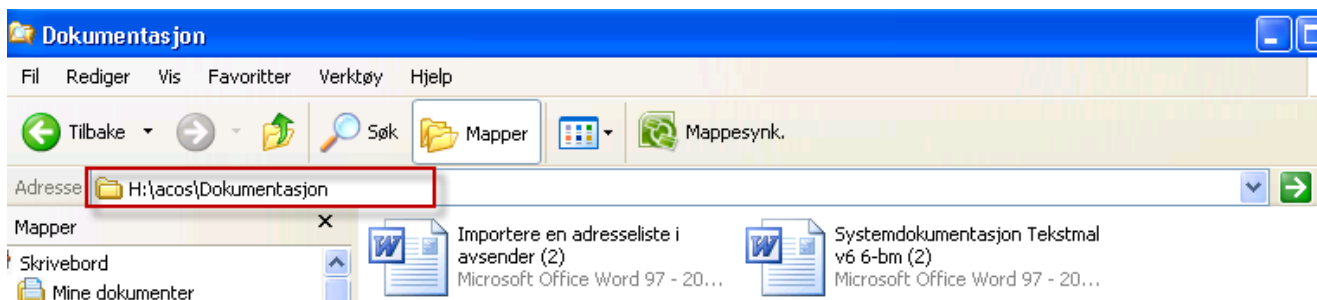 Dokumentasjon
Fil Rediger Vis Favoritter Verktøy Hjelp
Tilbake Søk Mapper Mappesynk.
Adresse H:\acos\Dokumentasjon
Mapper
Skrivebord
Mine dokumenter
Importere en adresseliste i
avsender (2)
Microsoft Office Word 97 - 20...
Systemdokumentasjon Tekstmal
v6 6-bm (2)
Microsoft Office Word 97 - 20...